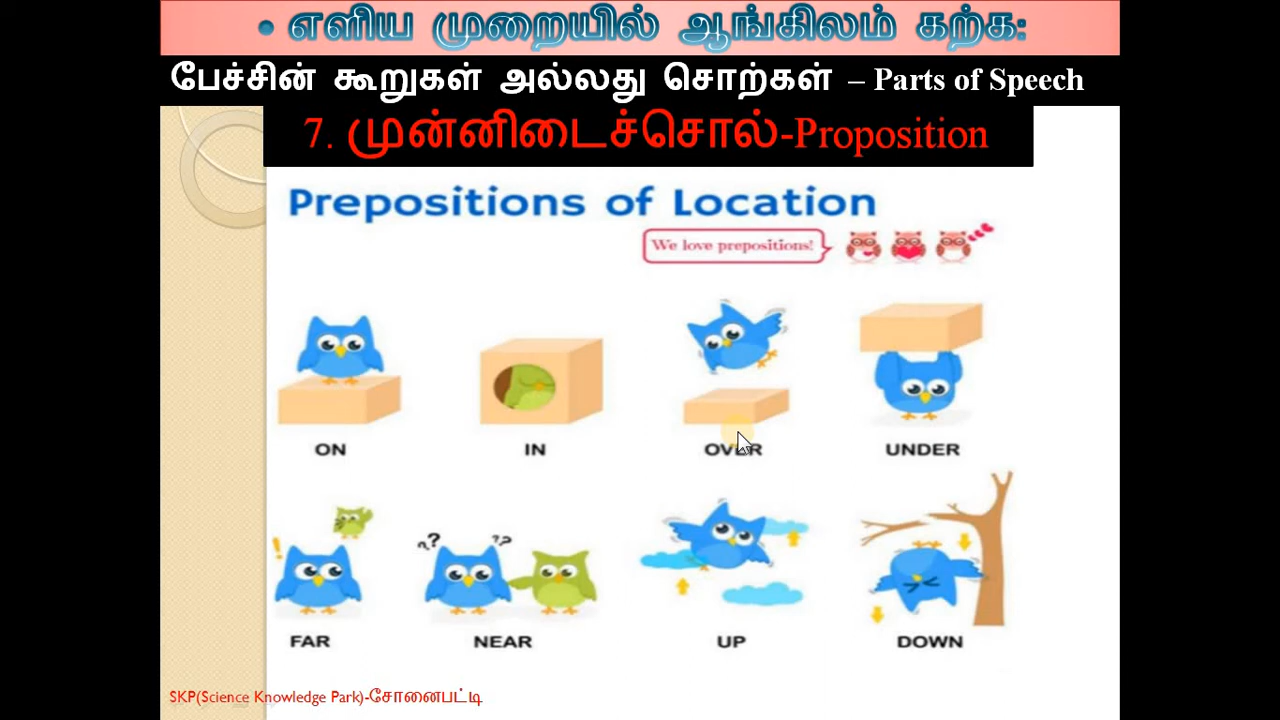 • எளிய முறையில் ஆங்கிலம் கற்க:
பேச்சின் கூறுகள் அல்லது சொற்கள் – Parts of Speech
7. முன்னிடைச்சொல்-Proposition
Prepositions of Location
We love prepositions!
ON IN OVER UNDER
! ?? ??
FAR NEAR UP DOWN
SKP(Science Knowledge Park)-சோனைபட்டி